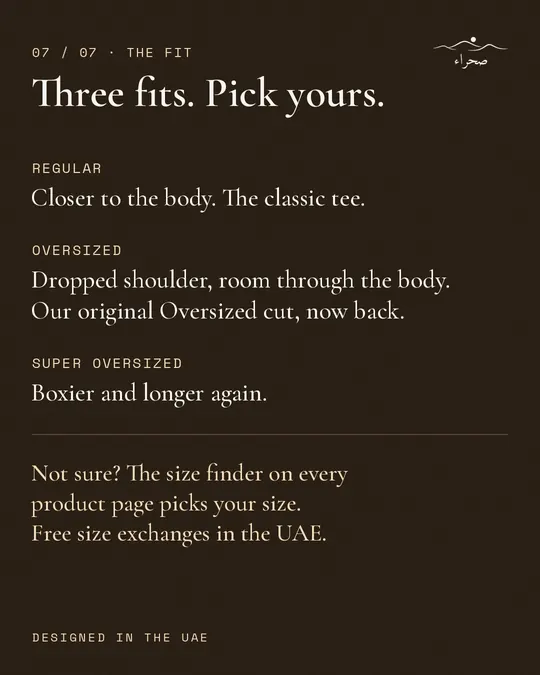 07 / 07 · THE FIT
صحراء
Three fits. Pick yours.
REGULAR
Closer to the body. The classic tee.
OVERSIZED
Dropped shoulder, room through the body.
Our original Oversized cut, now back.
SUPER OVERSIZED
Boxier and longer again.
Not sure? The size finder on every
product page picks your size.
Free size exchanges in the UAE.
DESIGNED IN THE UAE